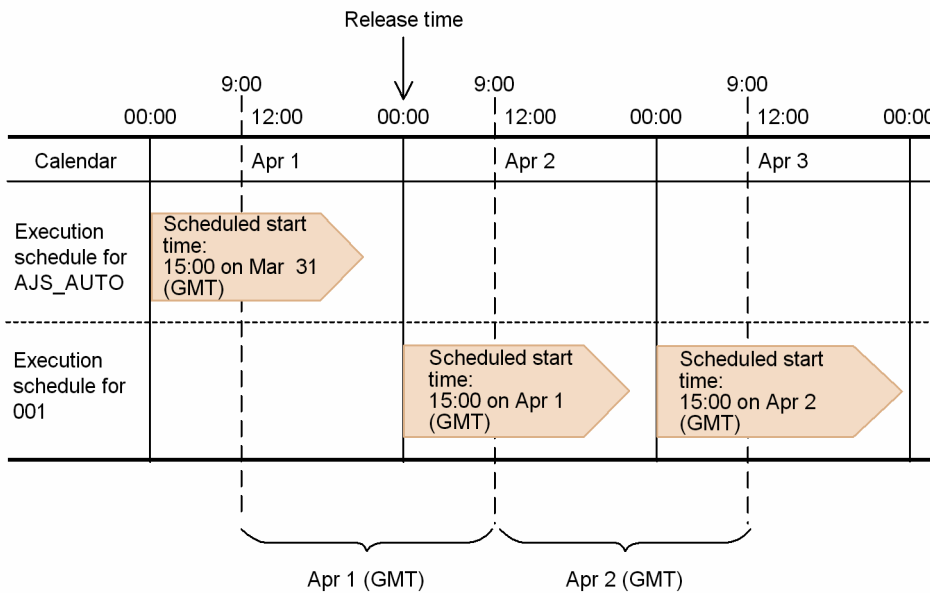 Release time
9:00 9:00 9:00
00:00 12:00 00:00 12:00 00:00 12:00 00:00
Calendar Apr 1 Apr 2 Apr 3
Execution
schedule for
AJS_AUTO
Scheduled start
time:
15:00 on Mar 31
(GMT)
Execution
schedule for
001
Scheduled start
time:
15:00 on Apr 1
(GMT)
Scheduled start
time:
15:00 on Apr 2
(GMT)
Apr 1 (GMT) Apr 2 (GMT)